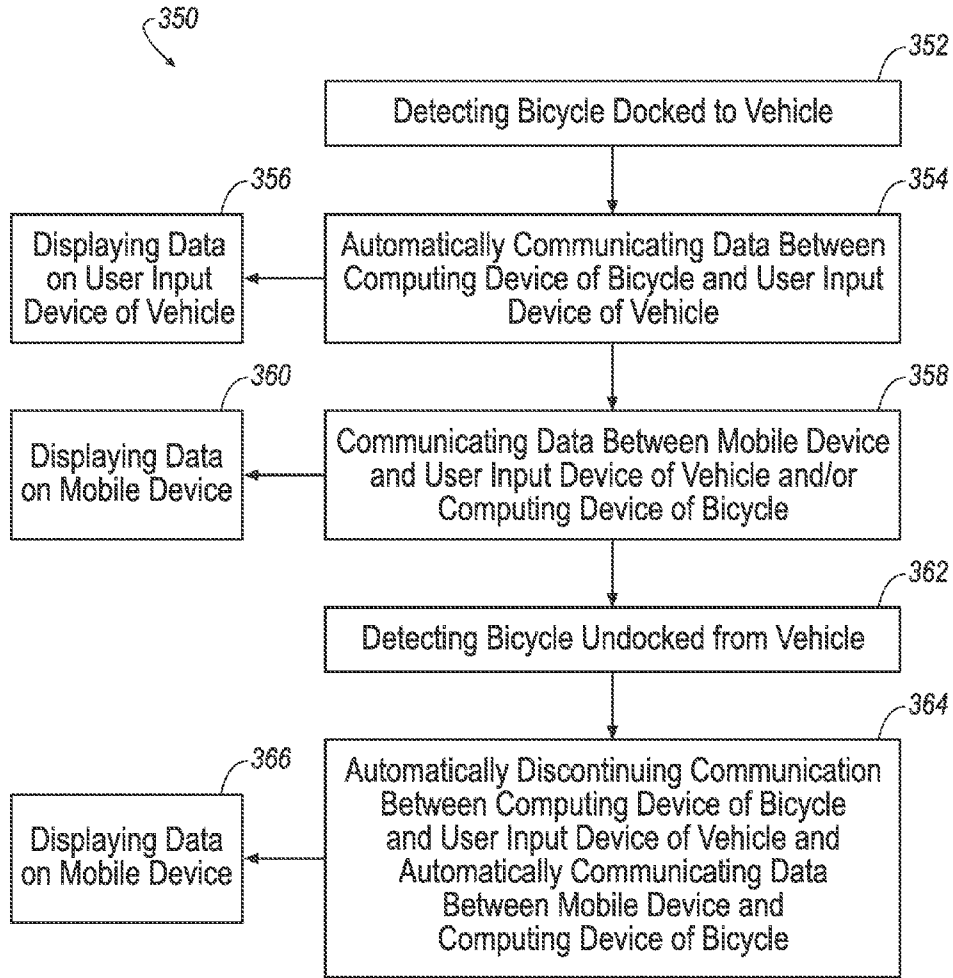 350
352
Detecting Bicycle Docked to Vehicle
356
354
Displaying Data
on User Input
Device of Vehicle
Automatically Communicating Data Between
Computing Device of Bicycle and User Input
Device of Vehicle
360
358
Displaying Data
on Mobile Device
Communicating Data Between Mobile Device
and User Input Device of Vehicle and/or
Computing Device of Bicycle
362
Detecting Bicycle Undocked from Vehicle
364
366
Displaying Data
on Mobile Device
Automatically Discontinuing Communication
Between Computing Device of Bicycle
and User Input Device of Vehicle and
Automatically Communicating Data
Between Mobile Device and
Computing Device of Bicycle